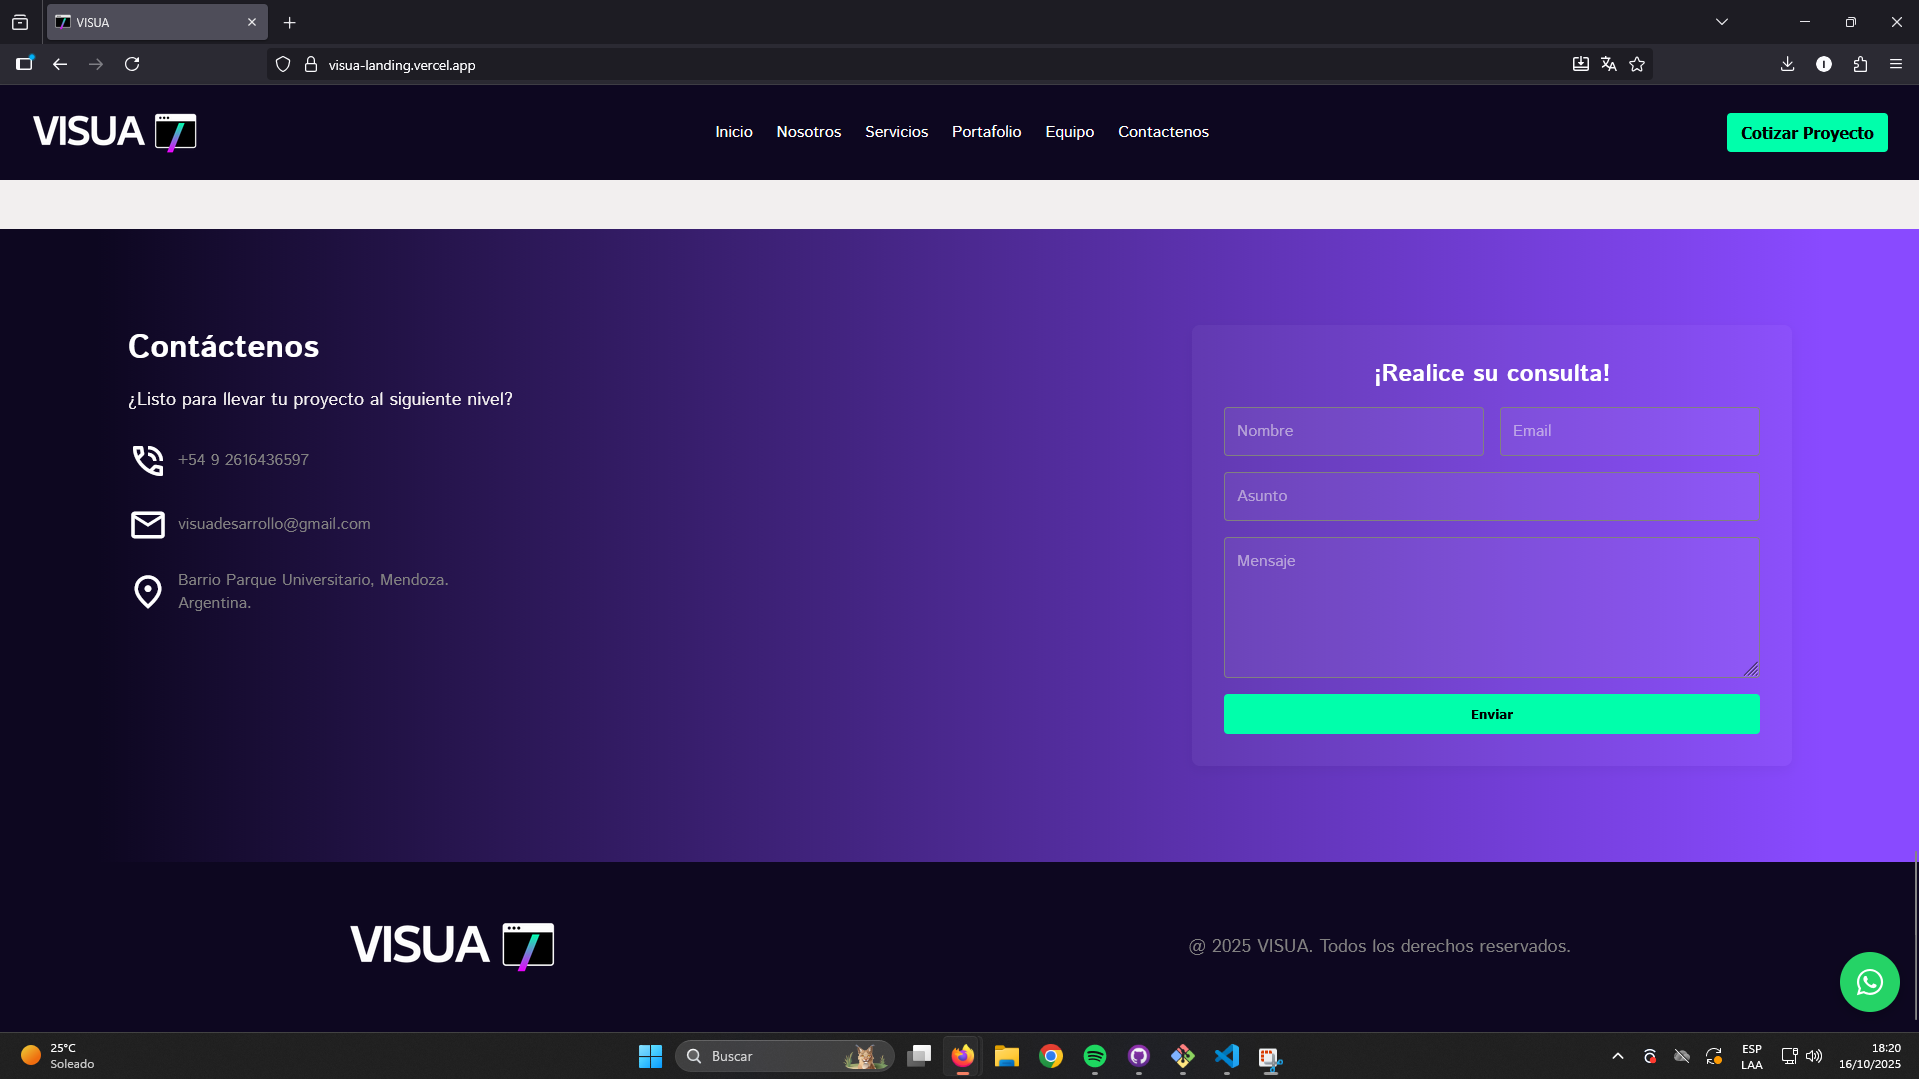 VISUA
visua-landing.vercel.app
VISUA
Inicio
Nosotros
Servicios
Portafolio
Equipo
Contactenos
Cotizar Proyecto
Contáctenos
¿Listo para llevar tu proyecto al siguiente nivel?
+54 9 2616436597
visuadesarrollo@gmail.com
Barrio Parque Universitario, Mendoza.
Argentina.
¡Realice su consulta!
Nombre
Email
Asunto
Mensaje
Enviar
VISUA
@ 2025 VISUA. Todos los derechos reservados.
25°C
Soleado
Buscar
ESP
LAA
18:20
16/10/2025